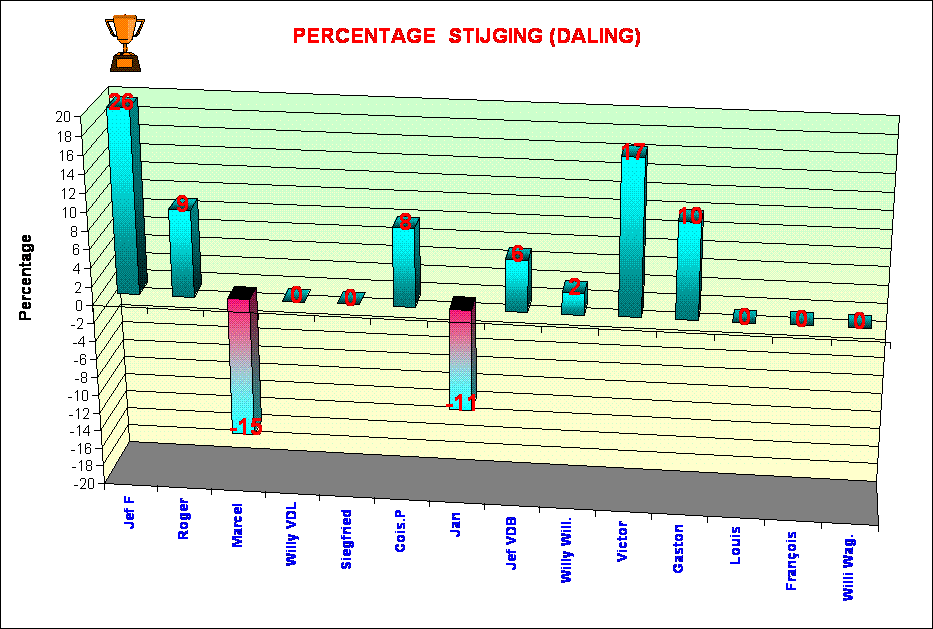 PERCENTAGE STIJGING (DALING)
Percentage
20
18
16
14
12
10
8
6
4
2
0
-2
-4
-6
-8
-10
-12
-14
-16
-18
-20
26
9
-15
0
0
8
-11
6
2
17
10
0
0
0
Jef F
Roger
Marcel
Willy VDL
Siegfried
Cois.P
Jan
Jef VDB
Willy Will.
Victor
Gaston
Louis
François
Willi Wag.